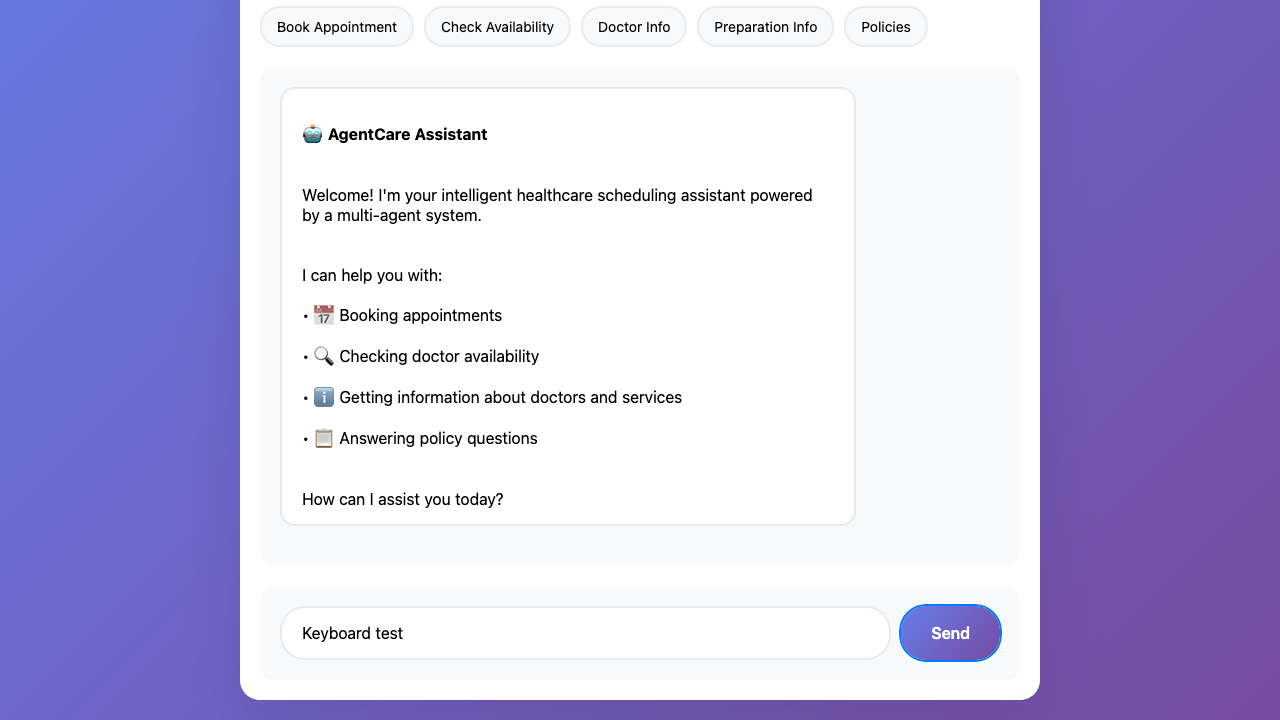 Book Appointment Check Availability Doctor Info Preparation Info Policies
🤖 AgentCare Assistant
Welcome! I'm your intelligent healthcare scheduling assistant powered
by a multi-agent system.
I can help you with:
• 📅 Booking appointments
• 🔍 Checking doctor availability
• ℹ️ Getting information about doctors and services
• 📋 Answering policy questions
How can I assist you today?
Keyboard test Send